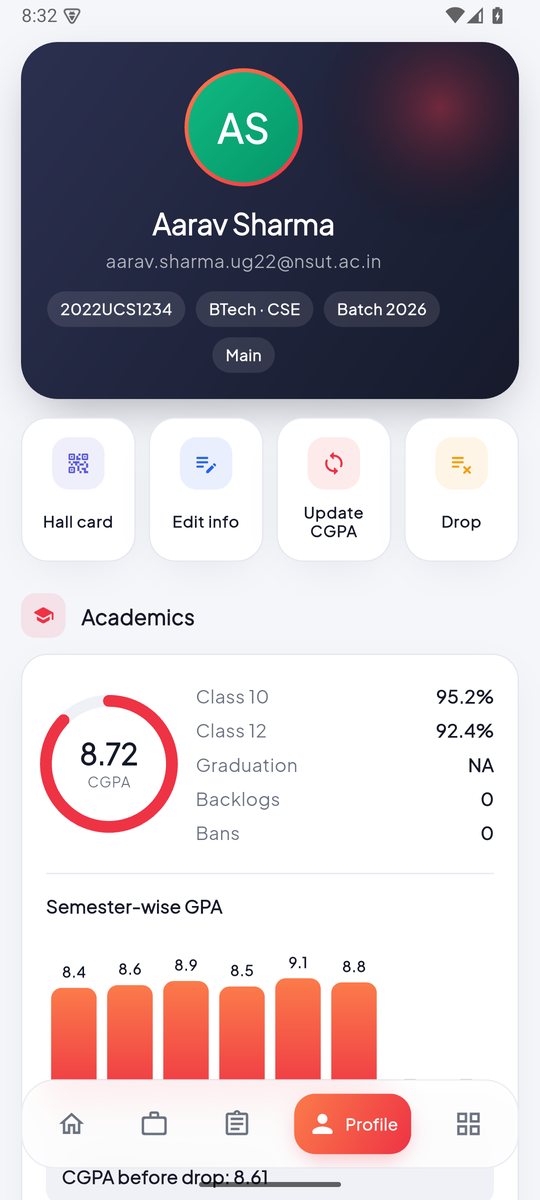 8:32
AS
Aarav Sharma
aarav.sharma.ug22@nsut.ac.in
2022UCS1234 BTech · CSE Batch 2026
Main
Hall card Edit info Update CGPA Drop
Academics
8.72
CGPA
Class 10 95.2%
Class 12 92.4%
Graduation NA
Backlogs 0
Bans 0
Semester-wise GPA
8.4 8.6 8.9 8.5 9.1 8.8
Profile
CGPA before drop: 8.61